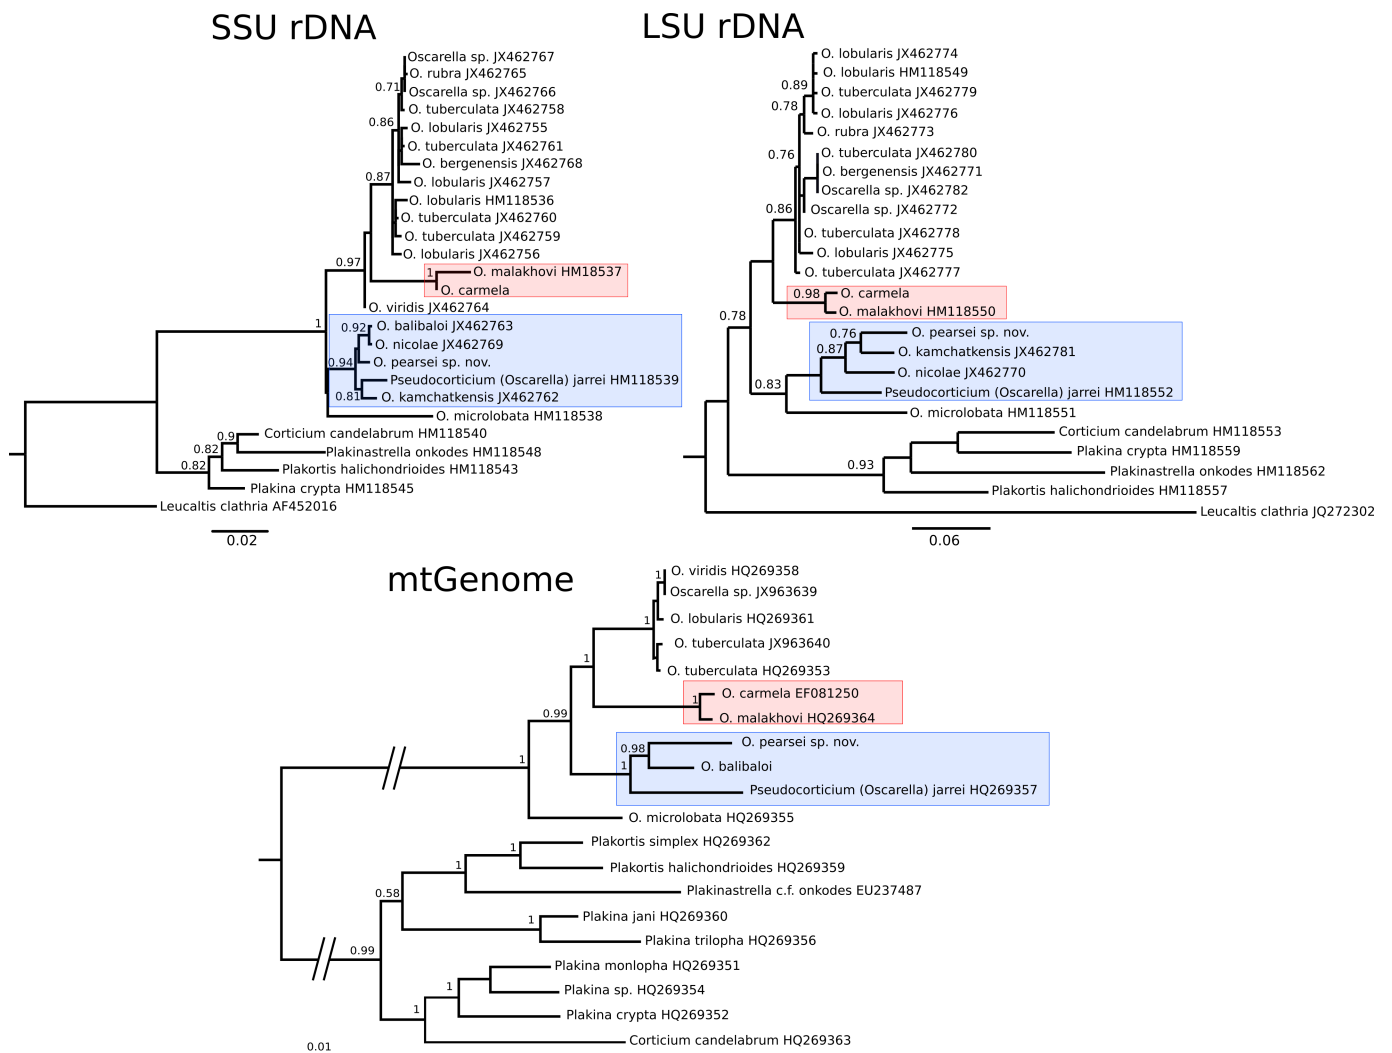 SSU rDNA
Oscarella sp. JX462767
O. rubra JX462765
0.71
Oscarella sp. JX462766
O. tuberculata JX462758
0.86
O. lobularis JX462755
O. tuberculata JX462761
O. bergenensis JX462768
0.87
O. lobularis JX462757
O. lobularis HM118536
O. tuberculata JX462760
O. tuberculata JX462759
O. lobularis JX462756
0.97
1
O. malakhovi HM18537
O. carmela
O. viridis JX462764
1
0.92
O. balibaloi JX462763
O. nicolae JX462769
0.94
O. pearsei sp. nov.
Pseudocorticium (Oscarella) jarrei HM118539
0.81
O. kamchatkensis JX462762
O. microlobata HM118538
0.9
Corticium candelabrum HM118540
0.82
Plakinastrella onkodes HM118548
0.82
Plakortis halichondrioides HM118543
Plakina crypta HM118545
Leucaltis clathria AF452016
0.02
LSU rDNA
O. lobularis JX462774
O. lobularis HM118549
0.89
O. tuberculata JX462779
0.78
O. lobularis JX462776
O. rubra JX462773
0.76
O. tuberculata JX462780
O. bergenensis JX462771
Oscarella sp. JX462782
0.86
Oscarella sp. JX462772
O. tuberculata JX462778
O. lobularis JX462775
O. tuberculata JX462777
0.98
O. carmela
O. malakhovi HM118550
0.78
0.76
O. pearsei sp. nov.
0.87
O. kamchatkensis JX462781
O. nicolae JX462770
0.83
Pseudocorticium (Oscarella) jarrei HM118552
O. microlobata HM118551
Corticium candelabrum HM118553
Plakina crypta HM118559
0.93
Plakinastrella onkodes HM118562
Plakortis halichondrioides HM118557
Leucaltis clathria JQ272302
0.06
mtGenome
1
O. viridis HQ269358
Oscarella sp. JX963639
1
O. lobularis HQ269361
O. tuberculata JX963640
1
O. tuberculata HQ269353
1
O. carmela EF081250
0.99
O. malakhovi HQ269364
0.98
O. pearsei sp. nov.
1
1
O. balibaloi
Pseudocorticium (Oscarella) jarrei HQ269357
O. microlobata HQ269355
1
Plakortis simplex HQ269362
1
Plakortis halichondrioides HQ269359
0.58
Plakinastrella c.f. onkodes EU237487
1
Plakina jani HQ269360
Plakina trilopha HQ269356
0.99
Plakina monlopha HQ269351
1
Plakina sp. HQ269354
1
Plakina crypta HQ269352
Corticium candelabrum HQ269363
0.01